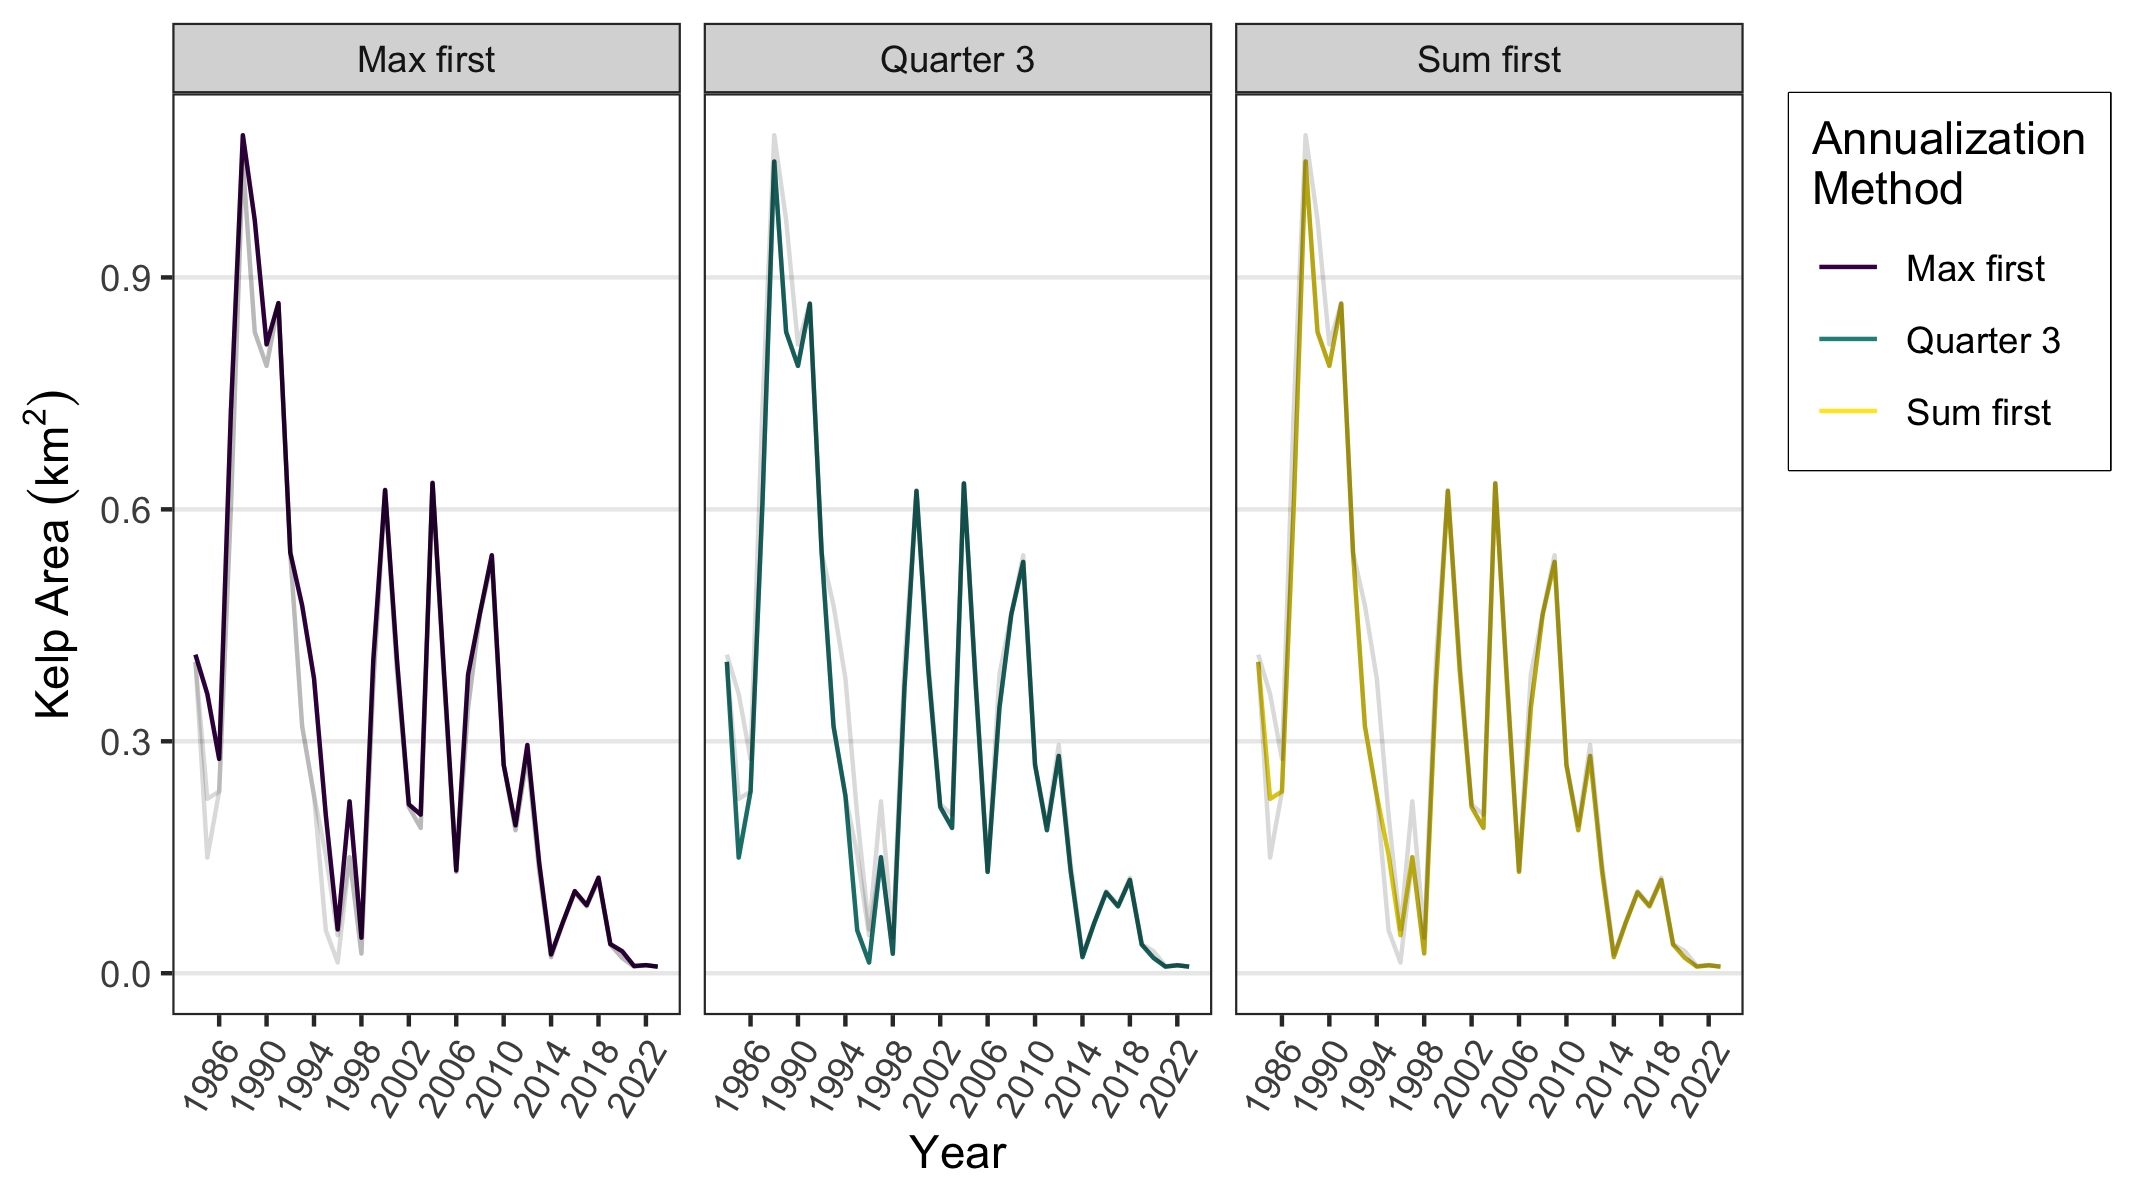 Max first
Quarter 3
Sum first
Annualization
Method
Max first
Quarter 3
Sum first
Kelp Area (km²)
0.9
0.6
0.3
0.0
1986 1990 1994 1998 2002 2006 2010 2014 2018 2022
1986 1990 1994 1998 2002 2006 2010 2014 2018 2022
1986 1990 1994 1998 2002 2006 2010 2014 2018 2022
Year